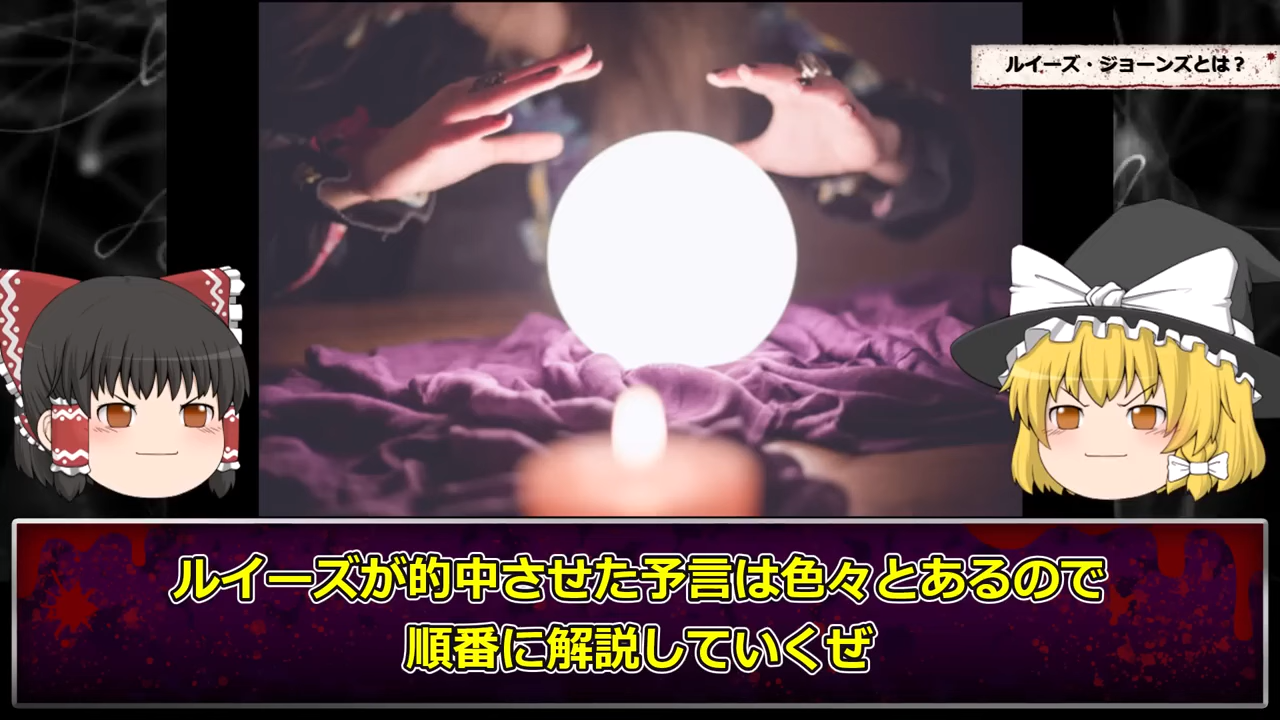 ルイーズ・ジョーンズとは？
ルイーズが的中させた予言は色々とあるので
順番に解説していくぜ